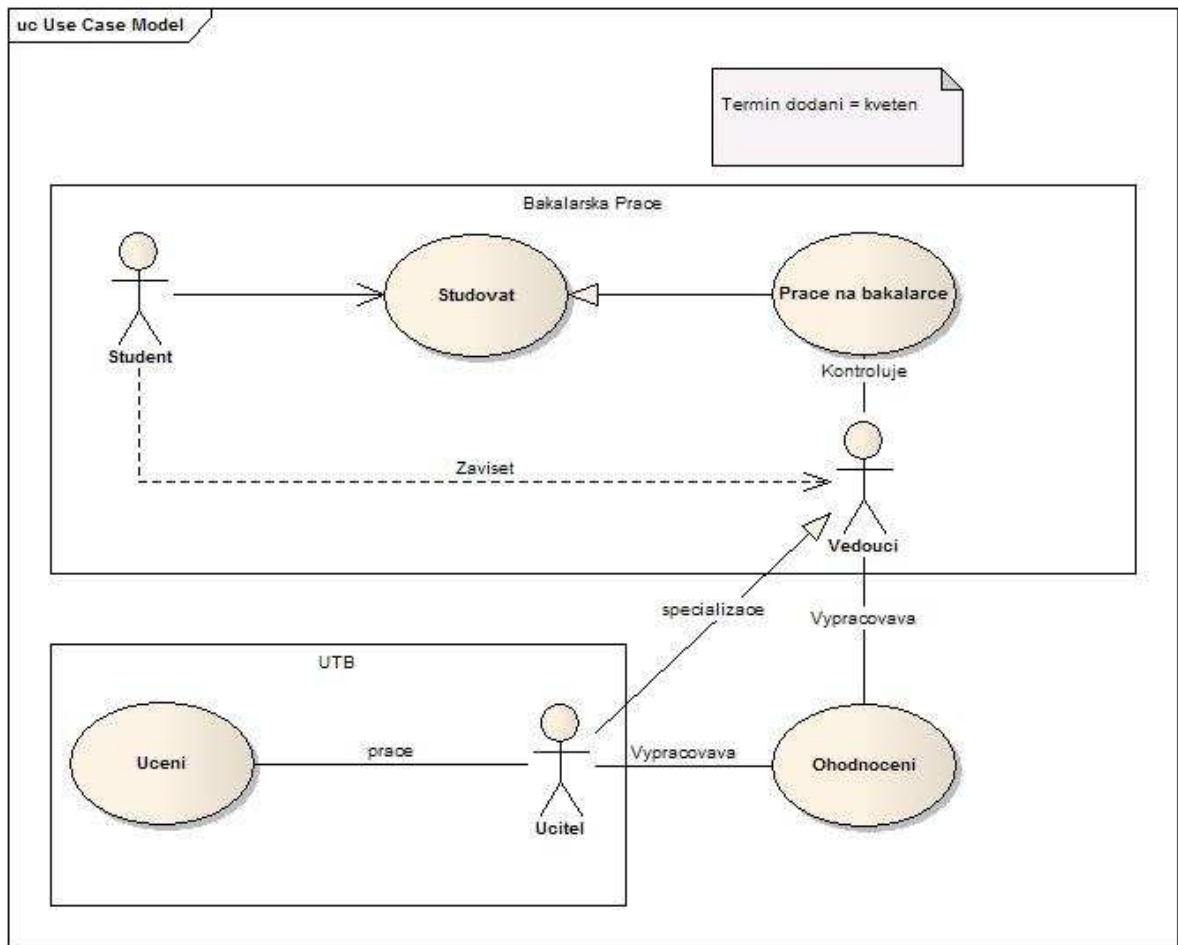 uc Use Case Model
Termin dodani = kveten
Bakalarska Prace
Studovat
Prace na bakalarce
Student
Kontroluje
Zaviset
Vedouci
specializace
Vypracovava
UTB
Uceni
prace
Vypracovava
Ohodnoceni
Ucitel